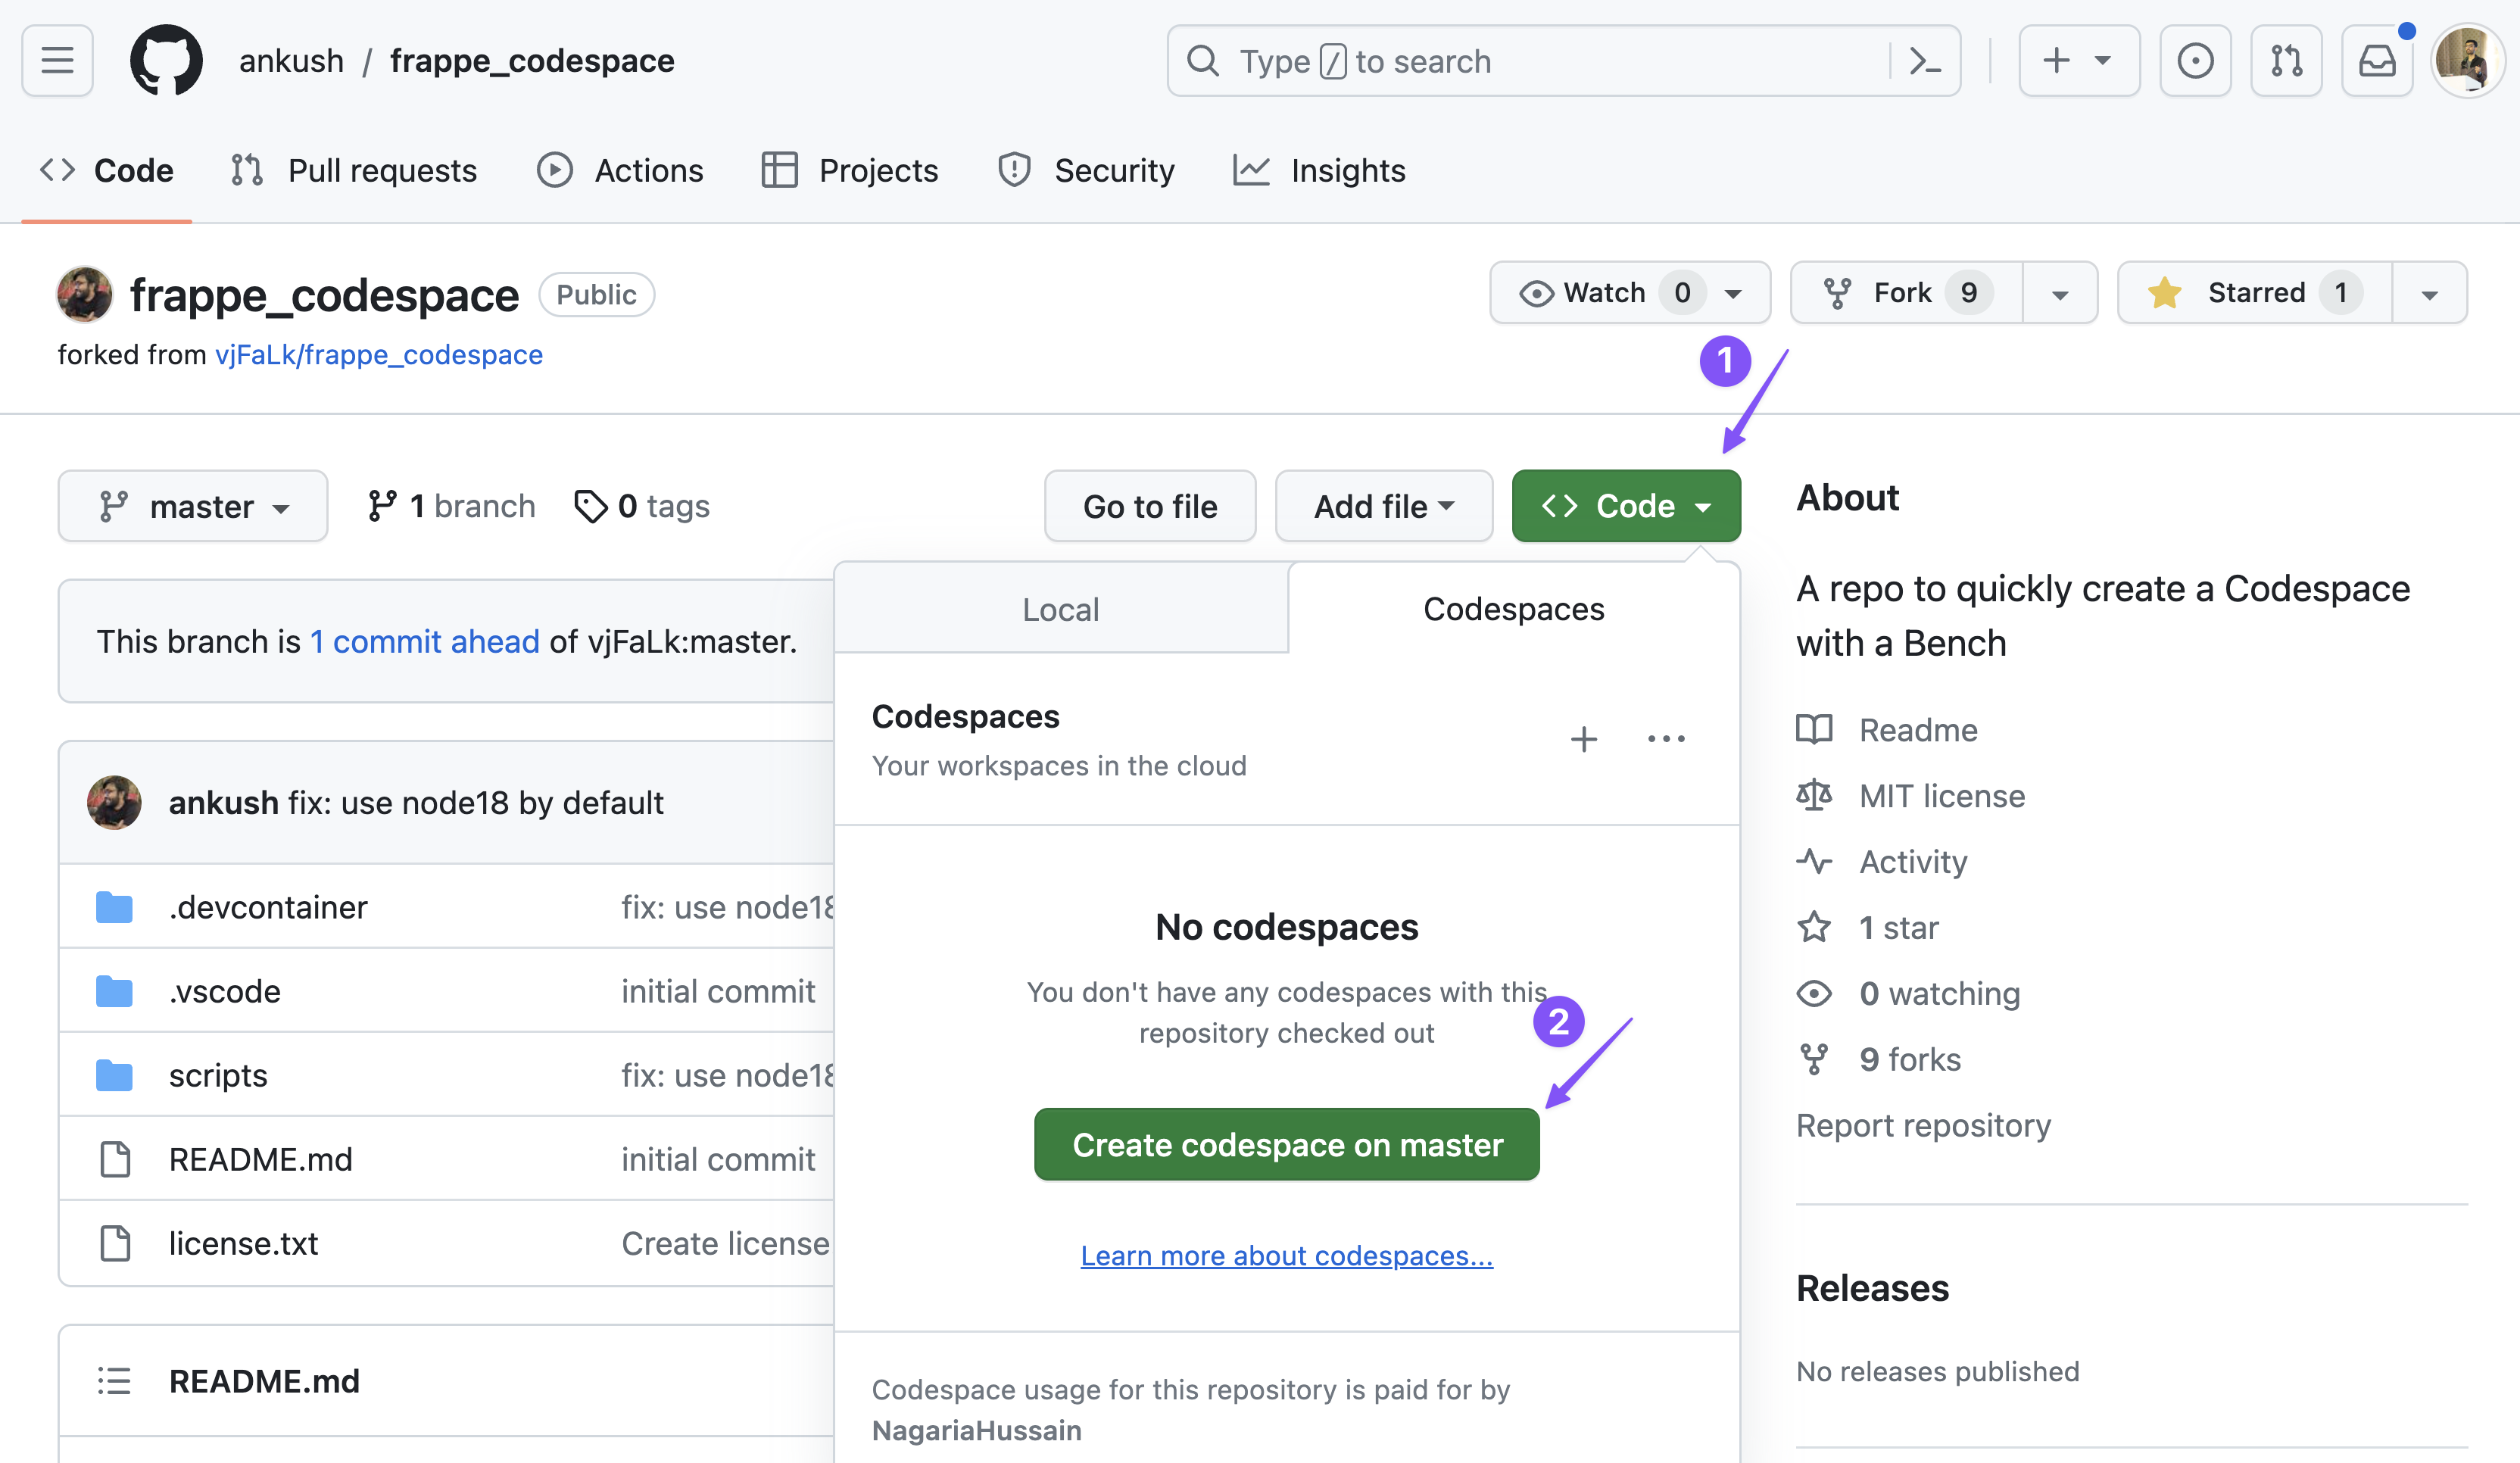 ankush / frappe_codespace
Type / to search
Code
Pull requests
Actions
Projects
Security
Insights
frappe_codespace
Public
Watch 0
Fork 9
Starred 1
forked from vjFaLk/frappe_codespace
1
master
1 branch
0 tags
Go to file
Add file
Code
This branch is 1 commit ahead of vjFaLk:master.
ankush fix: use node18 by default
.devcontainer
fix: use node18
.vscode
initial commit
scripts
fix: use node18
README.md
initial commit
license.txt
Create license
README.md
Local
Codespaces
Codespaces
Your workspaces in the cloud
No codespaces
You don't have any codespaces with this
repository checked out
2
Create codespace on master
Learn more about codespaces...
Codespace usage for this repository is paid for by
NagariaHussain
About
A repo to quickly create a Codespace
with a Bench
Readme
MIT license
Activity
1 star
0 watching
9 forks
Report repository
Releases
No releases published